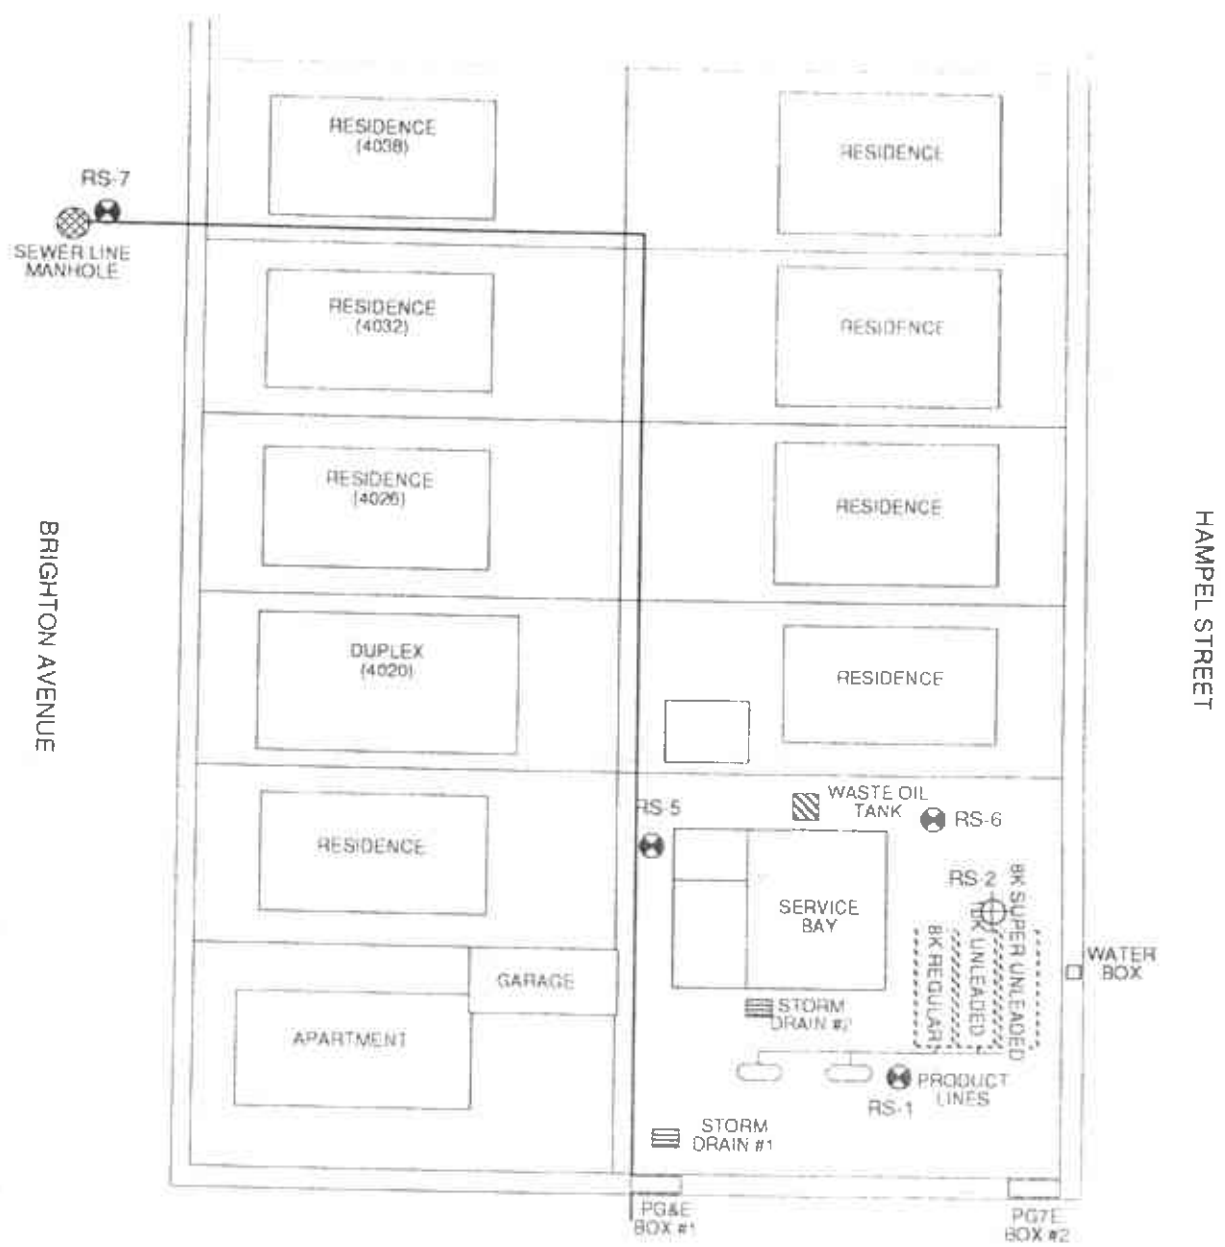 RESIDENCE
(4038)
RESIDENCE
RS-7
SEWER LINE
MANHOLE
RESIDENCE
(4032)
RESIDENCE
RESIDENCE
(4026)
RESIDENCE
BRIGHTON AVENUE
HAMPEL STREET
DUPLEX
(4020)
RESIDENCE
RS-5
WASTE OIL
TANK
RS-6
RESIDENCE
RS-2
SERVICE
BAY
8K REGULAR
8K UNLEADED
8K SUPER UNLEADED
WATER
BOX
GARAGE
STORM
DRAIN #2
APARTMENT
PRODUCT
LINES
RS-1
STORM
DRAIN #1
PG&E
BOX #1
PG7E
BOX #2